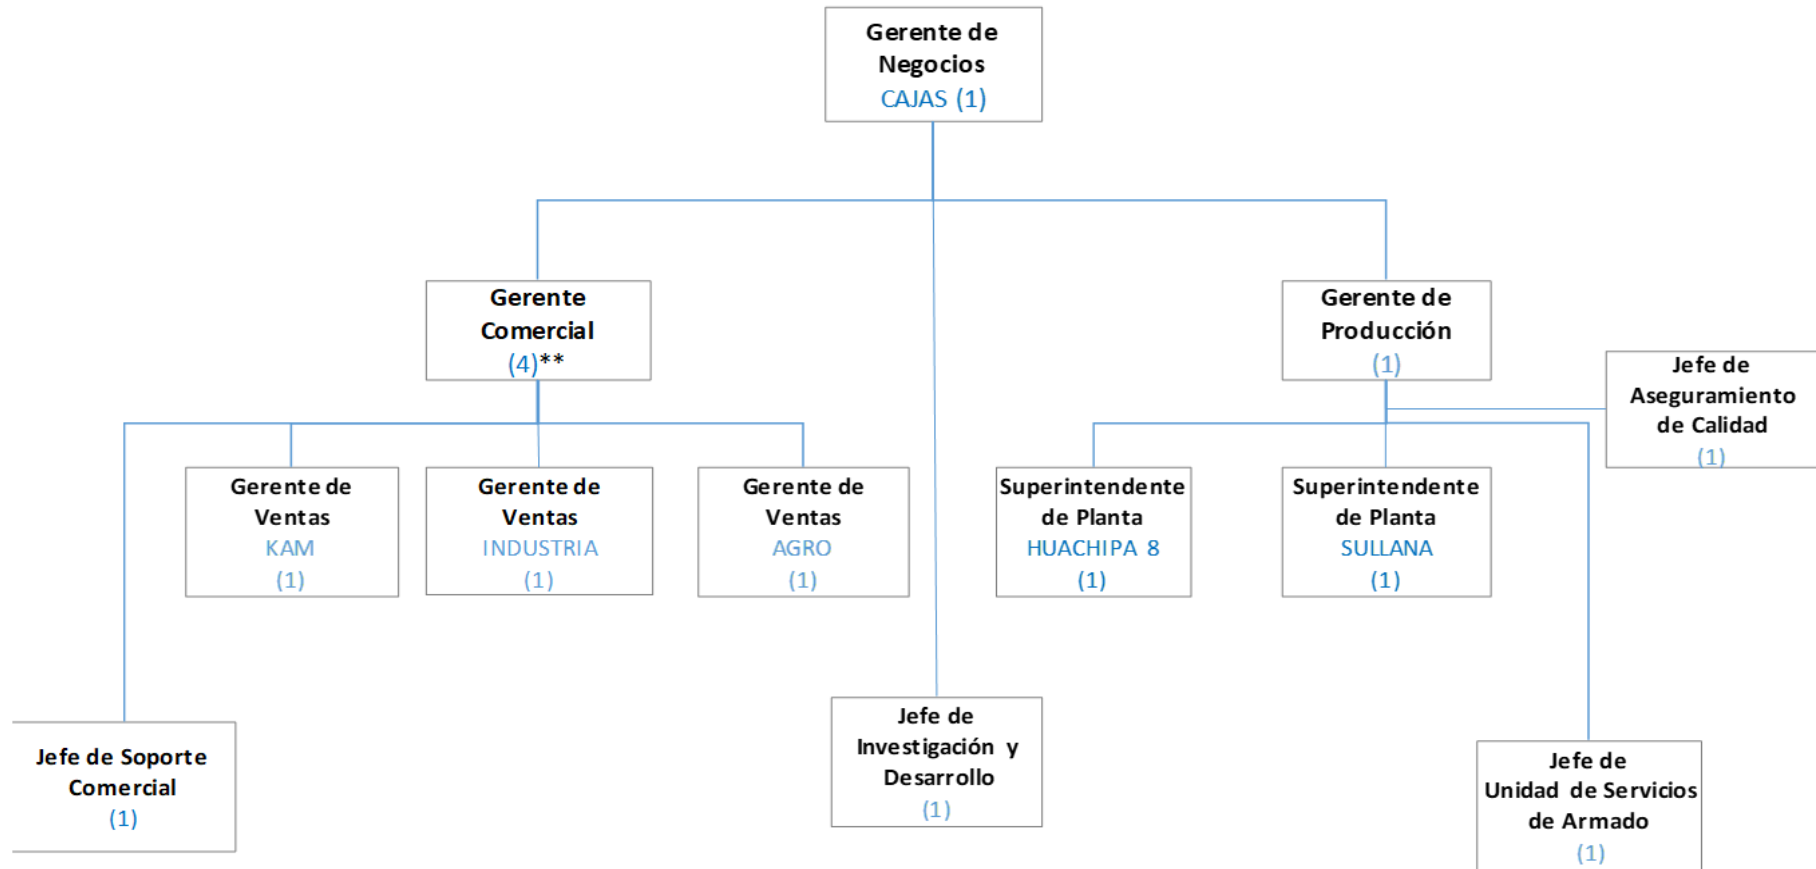 Gerente de
Negocios
CAJAS (1)
Gerente
Comercial
(4)**
Gerente de
Producción
(1)
Jefe de
Aseguramiento
de Calidad
(1)
Gerente de
Ventas
KAM
(1)
Gerente de
Ventas
INDUSTRIA
(1)
Gerente de
Ventas
AGRO
(1)
Superintendente
de Planta
HUACHIPA 8
(1)
Superintendente
de Planta
SULLANA
(1)
Jefe de Soporte
Comercial
(1)
Jefe de
Investigación y
Desarrollo
(1)
Jefe de
Unidad de Servicios
de Armado
(1)